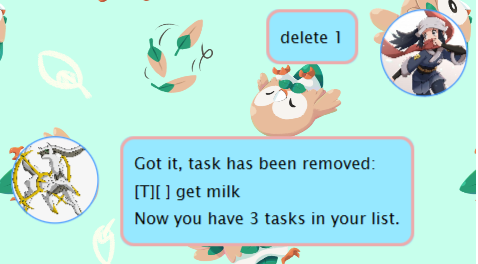 delete 1
Got it, task has been removed:
[T][ ] get milk
Now you have 3 tasks in your list.